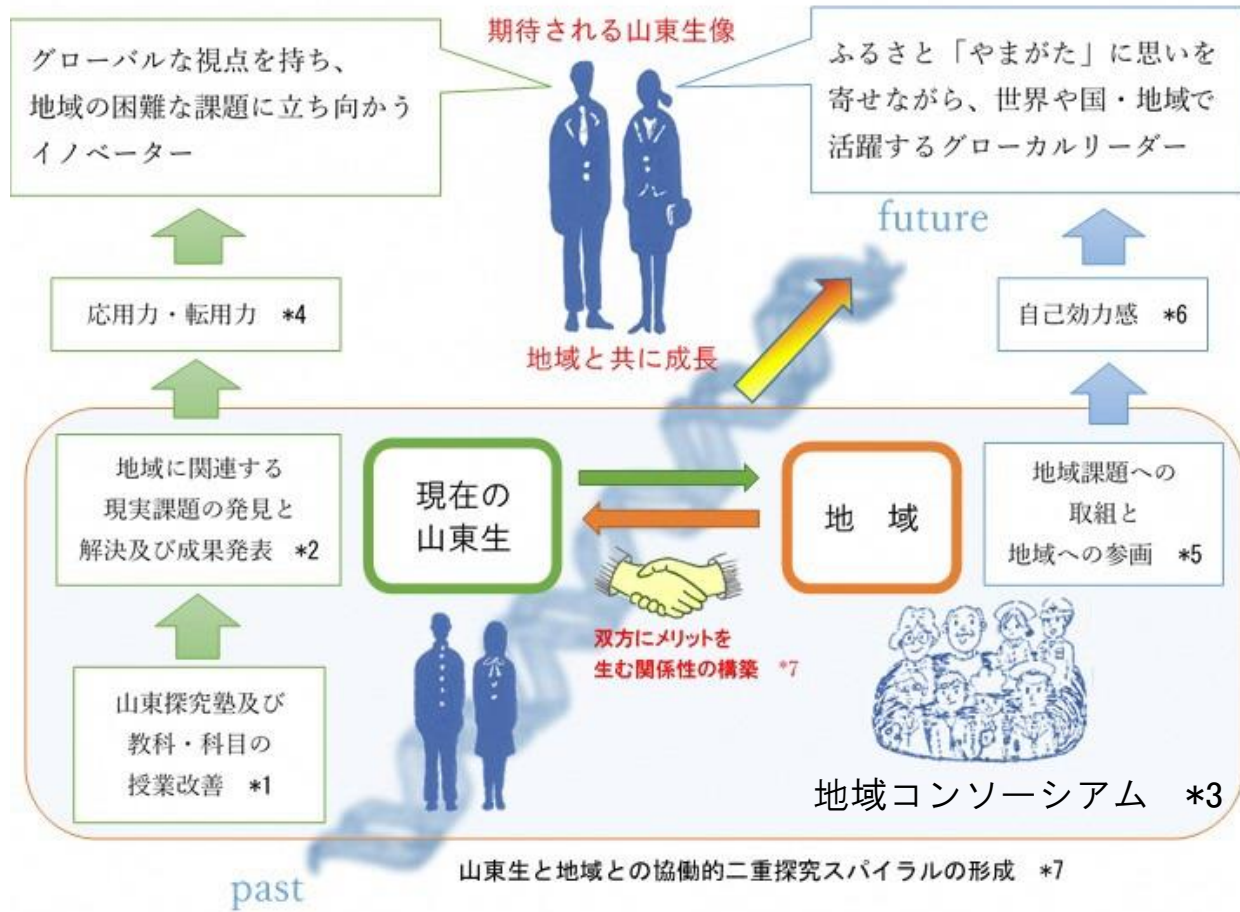 期待される山東生像
グローバルな視点を持ち、
地域の困難な課題に立ち向かう
イノベーター
ふるさと「やまがた」に思いを
寄せながら、世界や国・地域で
活躍するグローカルリーダー
future
応用力・転用力 *4
自己効力感 *6
地域と共に成長
地域に関連する
現実課題の発見と
解決及び成果発表 *2
現在の
山東生
地 域
地域課題への
取組と
地域への参画 *5
双方にメリットを
生む関係性の構築 *7
山東探究塾及び
教科・科目の
授業改善 *1
地域コンソーシアム *3
past
山東生と地域との協働的二重探究スパイラルの形成 *7